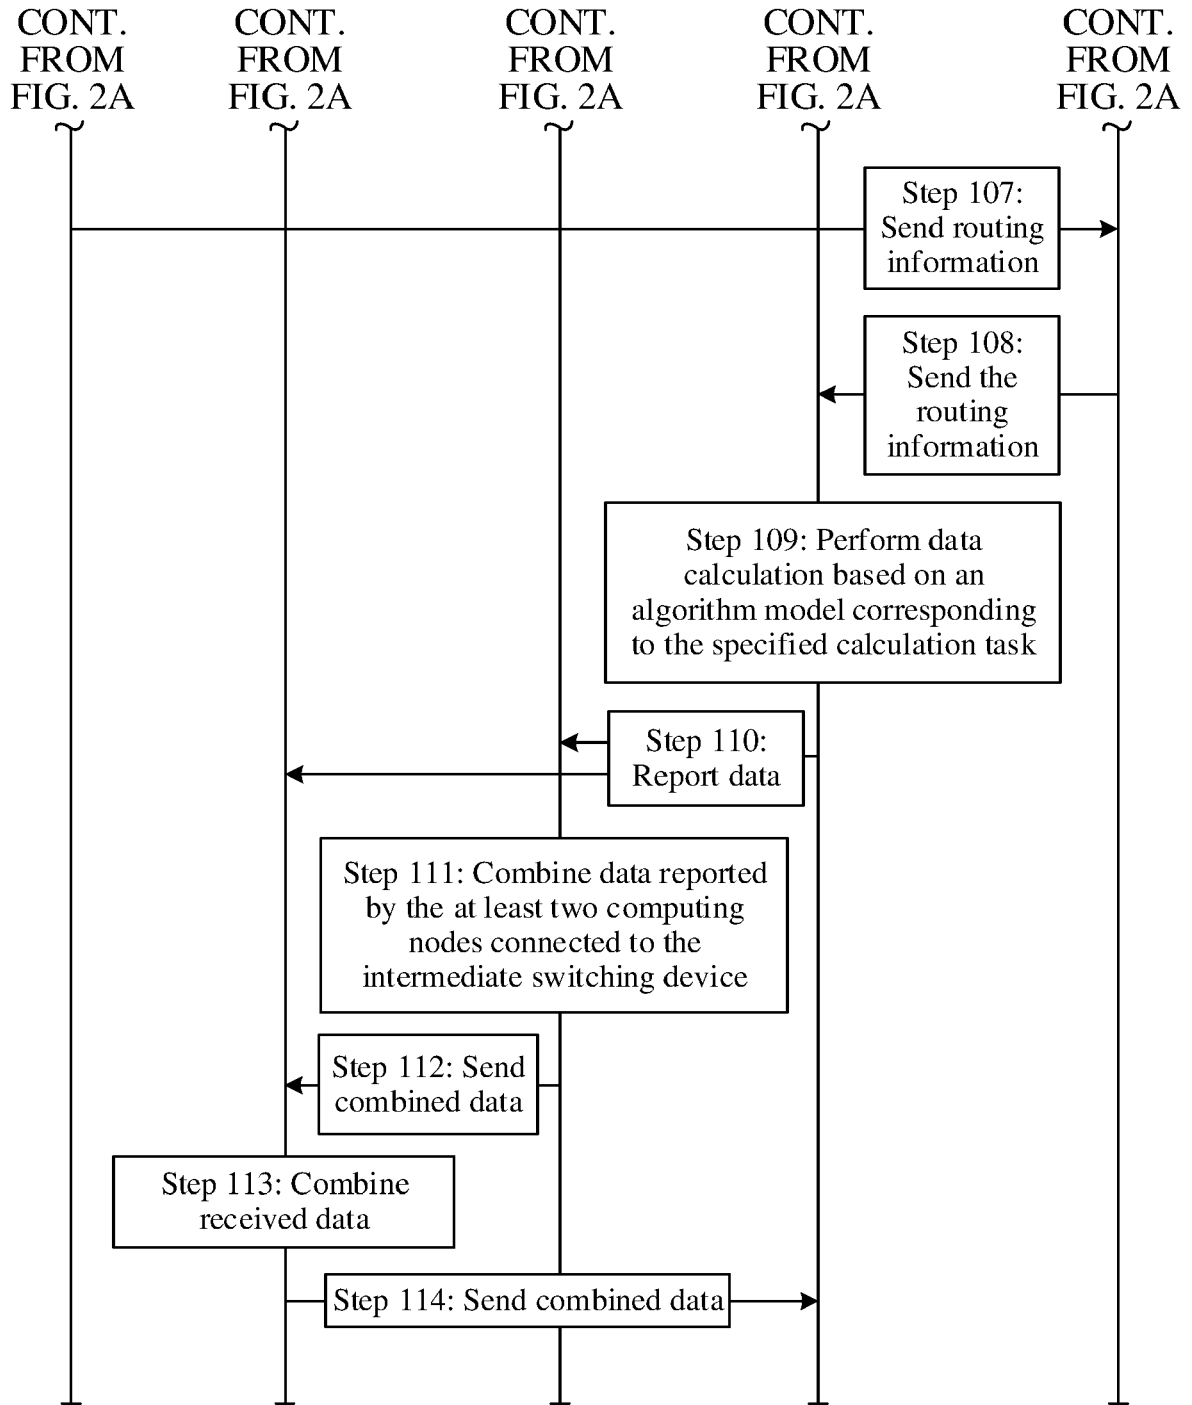 CONT.
FROM
FIG. 2A
CONT.
FROM
FIG. 2A
CONT.
FROM
FIG. 2A
CONT.
FROM
FIG. 2A
CONT.
FROM
FIG. 2A
Step 107:
Send routing
information
Step 108:
Send the
routing
information
Step 109: Perform data
calculation based on an
algorithm model corresponding
to the specified calculation task
Step 110:
Report data
Step 111: Combine data reported
by the at least two computing
nodes connected to the
intermediate switching device
Step 112: Send
combined data
Step 113: Combine
received data
Step 114: Send combined data